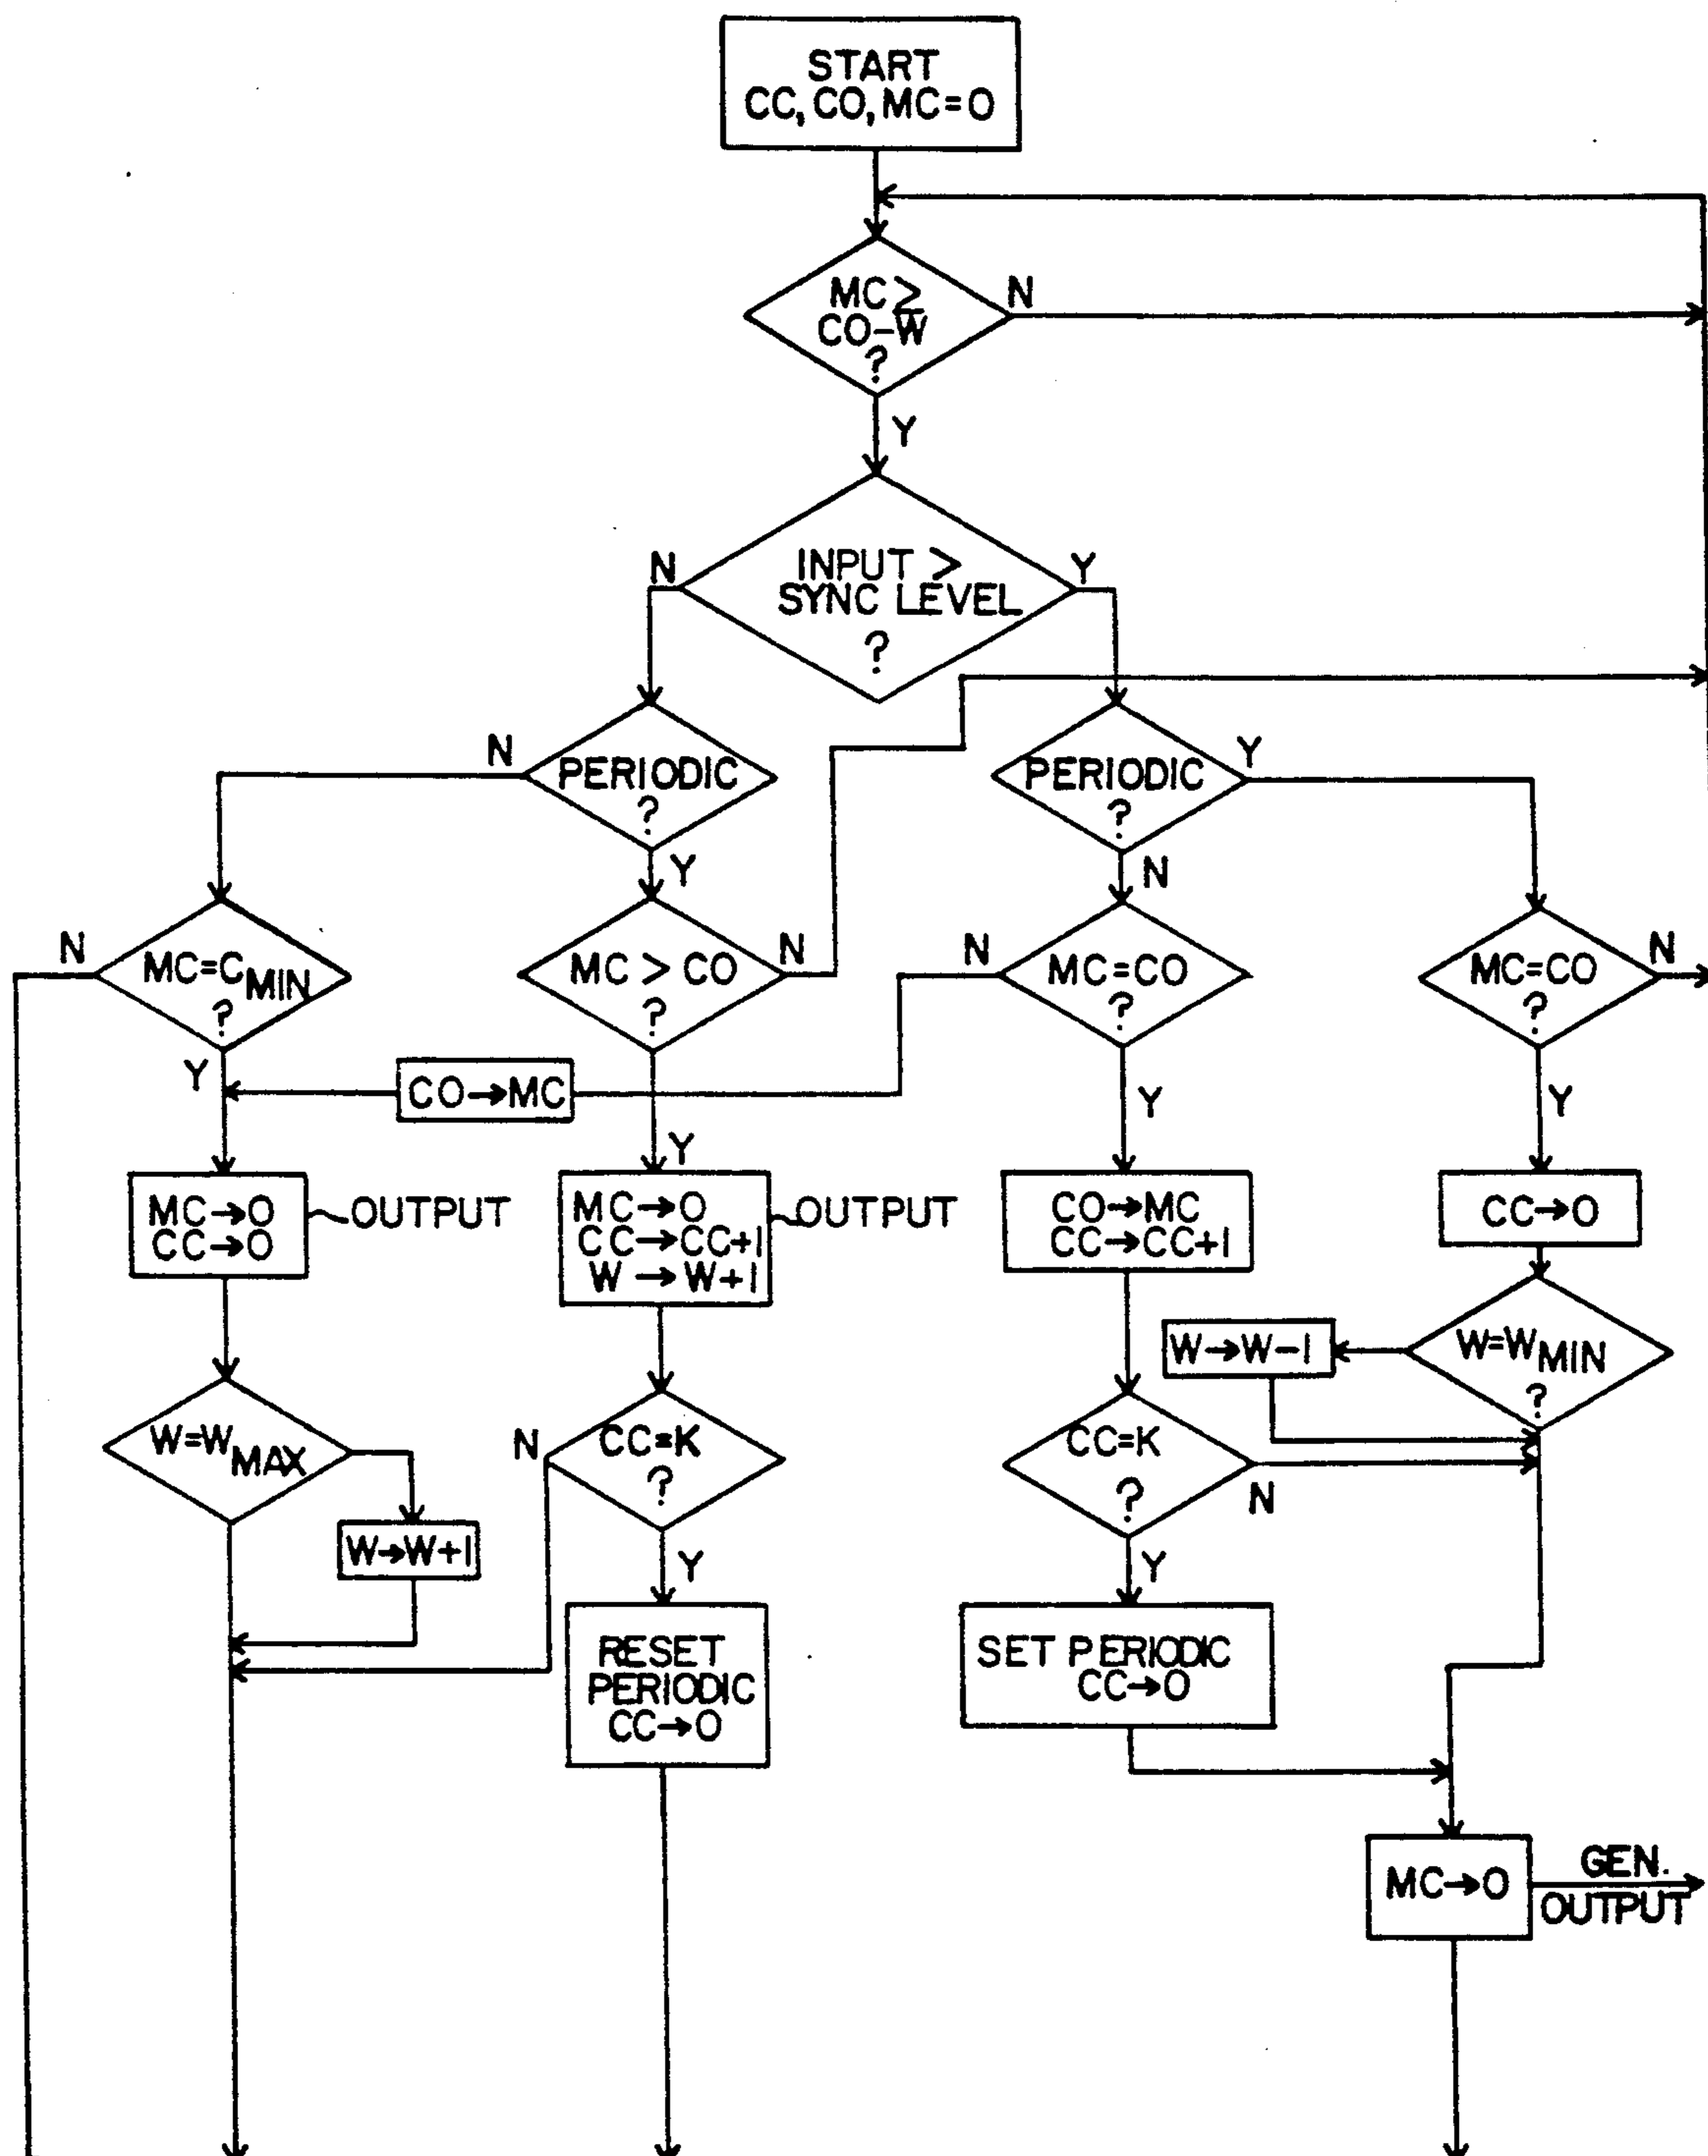 START
CC, CO, MC=0
MC ≥
CO-W
?
N
Y
INPUT >
SYNC LEVEL
?
N
Y
PERIODIC
?
N
Y
PERIODIC
?
Y
N
MC=CMIN
?
N
Y
MC > CO
?
N
Y
MC=CO
?
N
Y
MC=CO
?
N
Y
CO→MC
MC→0
CC→0
OUTPUT
MC→0
CC→CC+1
W→W+1
OUTPUT
CO→MC
CC→CC+1
CC→0
W=WMAX
W→W+1
CC=K
?
N
Y
CC=K
?
N
Y
W→W-1
W=WMIN
?
RESET
PERIODIC
CC→0
SET PERIODIC
CC→0
MC→0
GEN.
OUTPUT